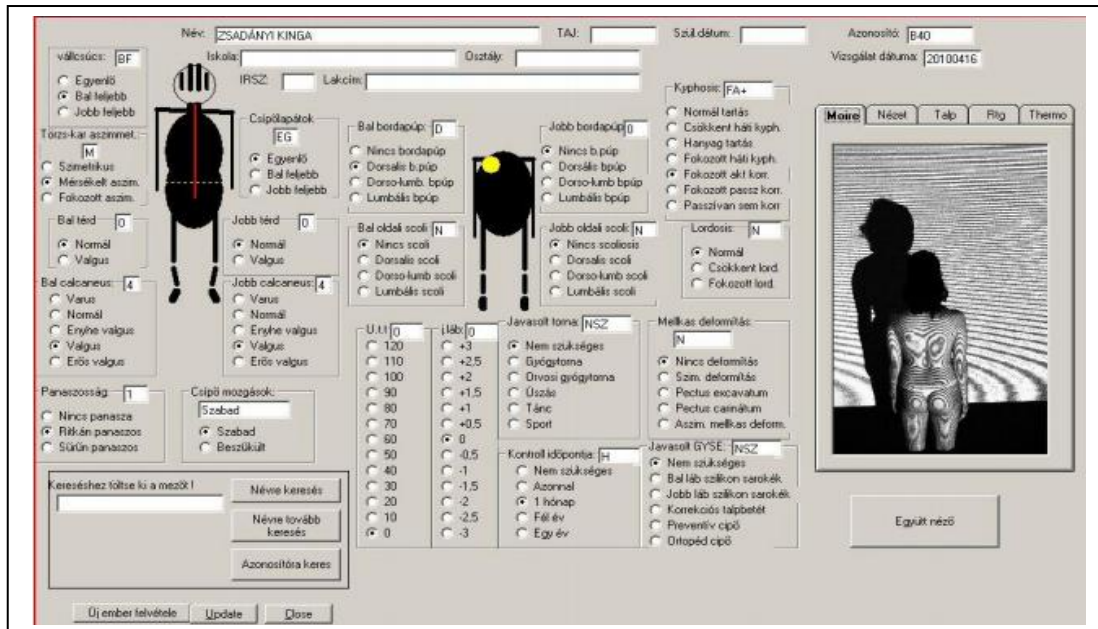 Név: ZSADÁNYI KINGA TAJ: Szül.dátum: Azonosító: B40
Iskola: Osztály: Vizsgálat dátuma: 20100416
IRSZ: Lakcím:
vállcsúcs: BF
Egyenlő
Bal feljebb
Jobb feljebb
Törzs-kar aszimmet.
M
Szimetrikus
Mérsékelt aszim.
Fokozott aszim.
Csipőlapátok
EG
Egyenlő
Bal feljebb
Jobb feljebb
Bal térd 0
Normál
Valgus
Jobb térd 0
Normál
Valgus
Bal calcaneus: 4
Varus
Normál
Enyhe valgus
Valgus
Erős valgus
Jobb calcaneus: 4
Varus
Normál
Enyhe valgus
Valgus
Erős valgus
Panaszosság: 1
Nincs panasza
Ritkán panaszos
Sűrűn panaszos
Csipő mozgások:
Szabad
Szabad
Beszűkült
Bal bordapúp: D
Nincs bordapúp
Dorsalis b.púp
Dorso-lumb. bpúp
Lumbális bpúp
Jobb bordapúp 0
Nincs b.púp
Dorsális b.púp
Dorso-lumb. bpúp
Lumbális bpúp
Bal oldali scoli: N
Nincs scoli
Dorsalis scoli
Dorso-lumb scoli
Lumbális scoli
Jobb oldali scoli: N
Nincs scoliosis
Dorsalis scoli
Dorso-lumb scoli
Lumbális scoli
Kyphosis: FA+
Normál tartás
Csökkent háti kyph.
Hanyag tartás
Fokozott háti kyph.
Fokozott akt korr.
Fokozott passz korr.
Passzívan sem korr
Lordosis: N
Normál
Csökkent lord.
Fokozott lord.
U.t.t 0
120
110
100
90
80
70
60
50
40
30
20
10
0
j.láb: 0
+3
+2,5
+2
+1,5
+1
+0,5
0
-0,5
-1
-1,5
-2
-2,5
-3
Javasolt torna: NSZ
Nem szükséges
Gyógytorna
Orvosi gyógytorna
Úszás
Tánc
Sport
Mellkas deformítás:
N
Nincs deformítás
Szim. deformítás
Pectus excavatum
Pectus carinátum
Aszim. mellkas deform.
Kontroll időpontja: H
Nem szükséges
Azonnal
1 hónap
Fél év
Egy év
Javasolt GYSE: NSZ
Nem szükséges
Bal láb szilikon sarokék
Jobb láb szilikon sarokék
Korrekciós talpbetét
Preventív cipő
Ortopéd cipő
Moire Nézet Talp Rtg Thermo
Együtt néző
Kereséshez töltse ki a mezőt !
Névre keresés
Névre tovább
keresés
Azonosítóra keres
Új ember felvétele Update Close